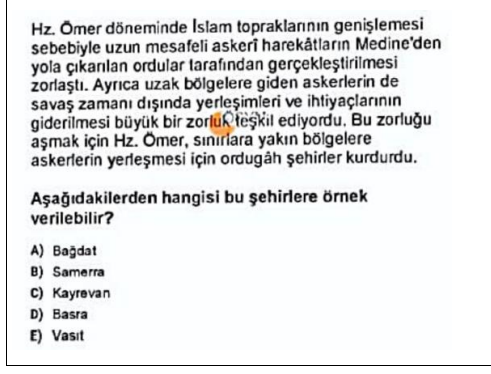 Hz. Ömer döneminde İslam topraklarının genişlemesi
sebebiyle uzun mesafeli askerî harekâtların Medine'den
yola çıkarılan ordular tarafından gerçekleştirilmesi
zorlaştı. Ayrıca uzak bölgelere giden askerlerin de
savaş zamanı dışında yerleşimleri ve ihtiyaçlarının
giderilmesi büyük bir zorluk teşkil ediyordu. Bu zorluğu
aşmak için Hz. Ömer, sınırlara yakın bölgelere
askerlerin yerleşmesi için ordugâh şehirler kurdurdu.
Aşağıdakilerden hangisi bu şehirlere örnek
verilebilir?
A) Bağdat
B) Samerra
C) Kayrevan
D) Basra
E) Vasıt